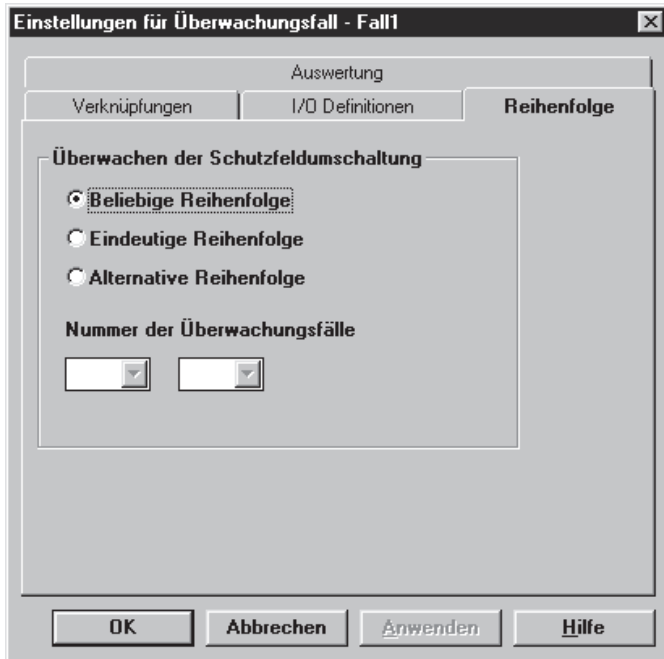 Einstellungen für Überwachungsfall - Fall1
Auswertung
Verknüpfungen I/O Definitionen Reihenfolge
Überwachen der Schutzfeldumschaltung
Beliebige Reihenfolge
Eindeutige Reihenfolge
Alternative Reihenfolge
Nummer der Überwachungsfälle
OK Abbrechen Anwenden Hilfe